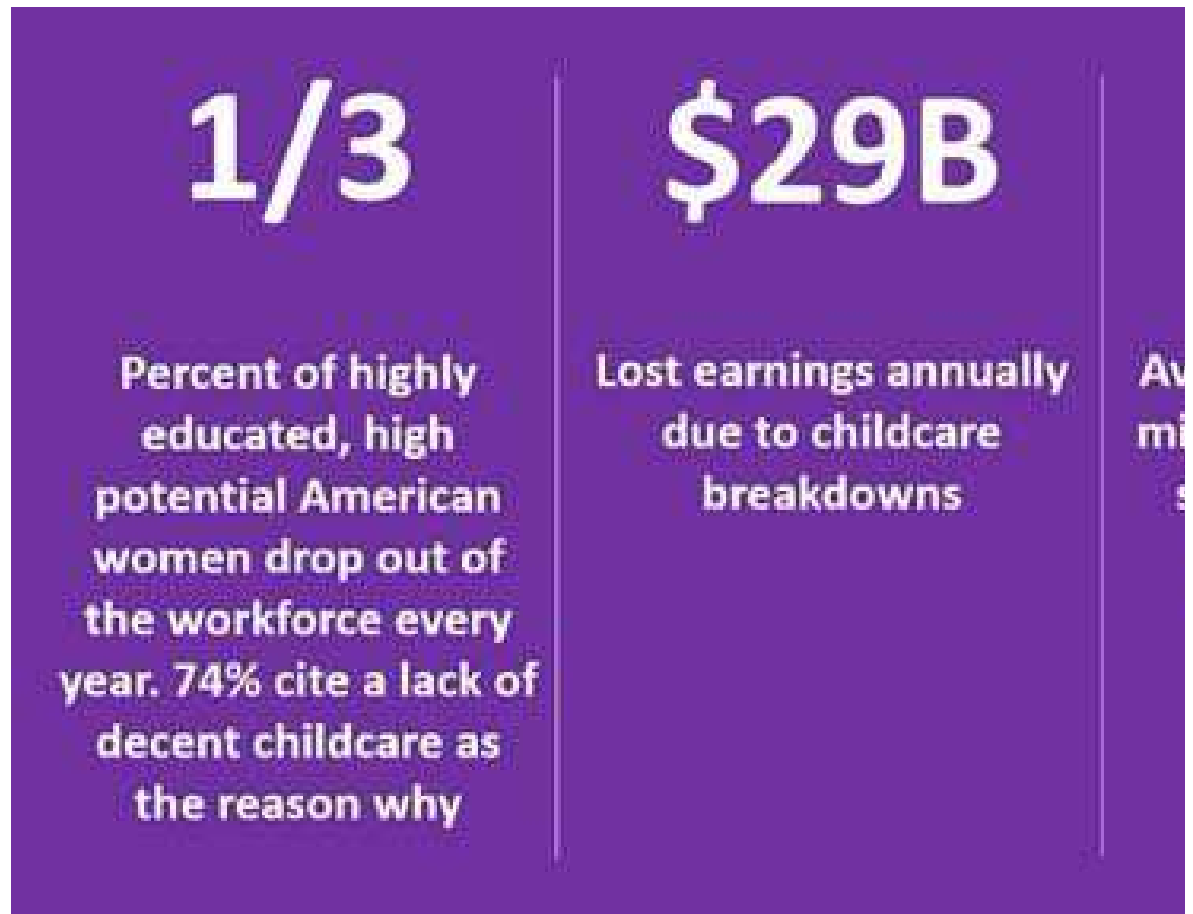 1/3
Percent of highly
educated, high
potential American
women drop out of
the workforce every
year. 74% cite a lack of
decent childcare as
the reason why
$29B
Lost earnings annually
due to childcare
breakdowns